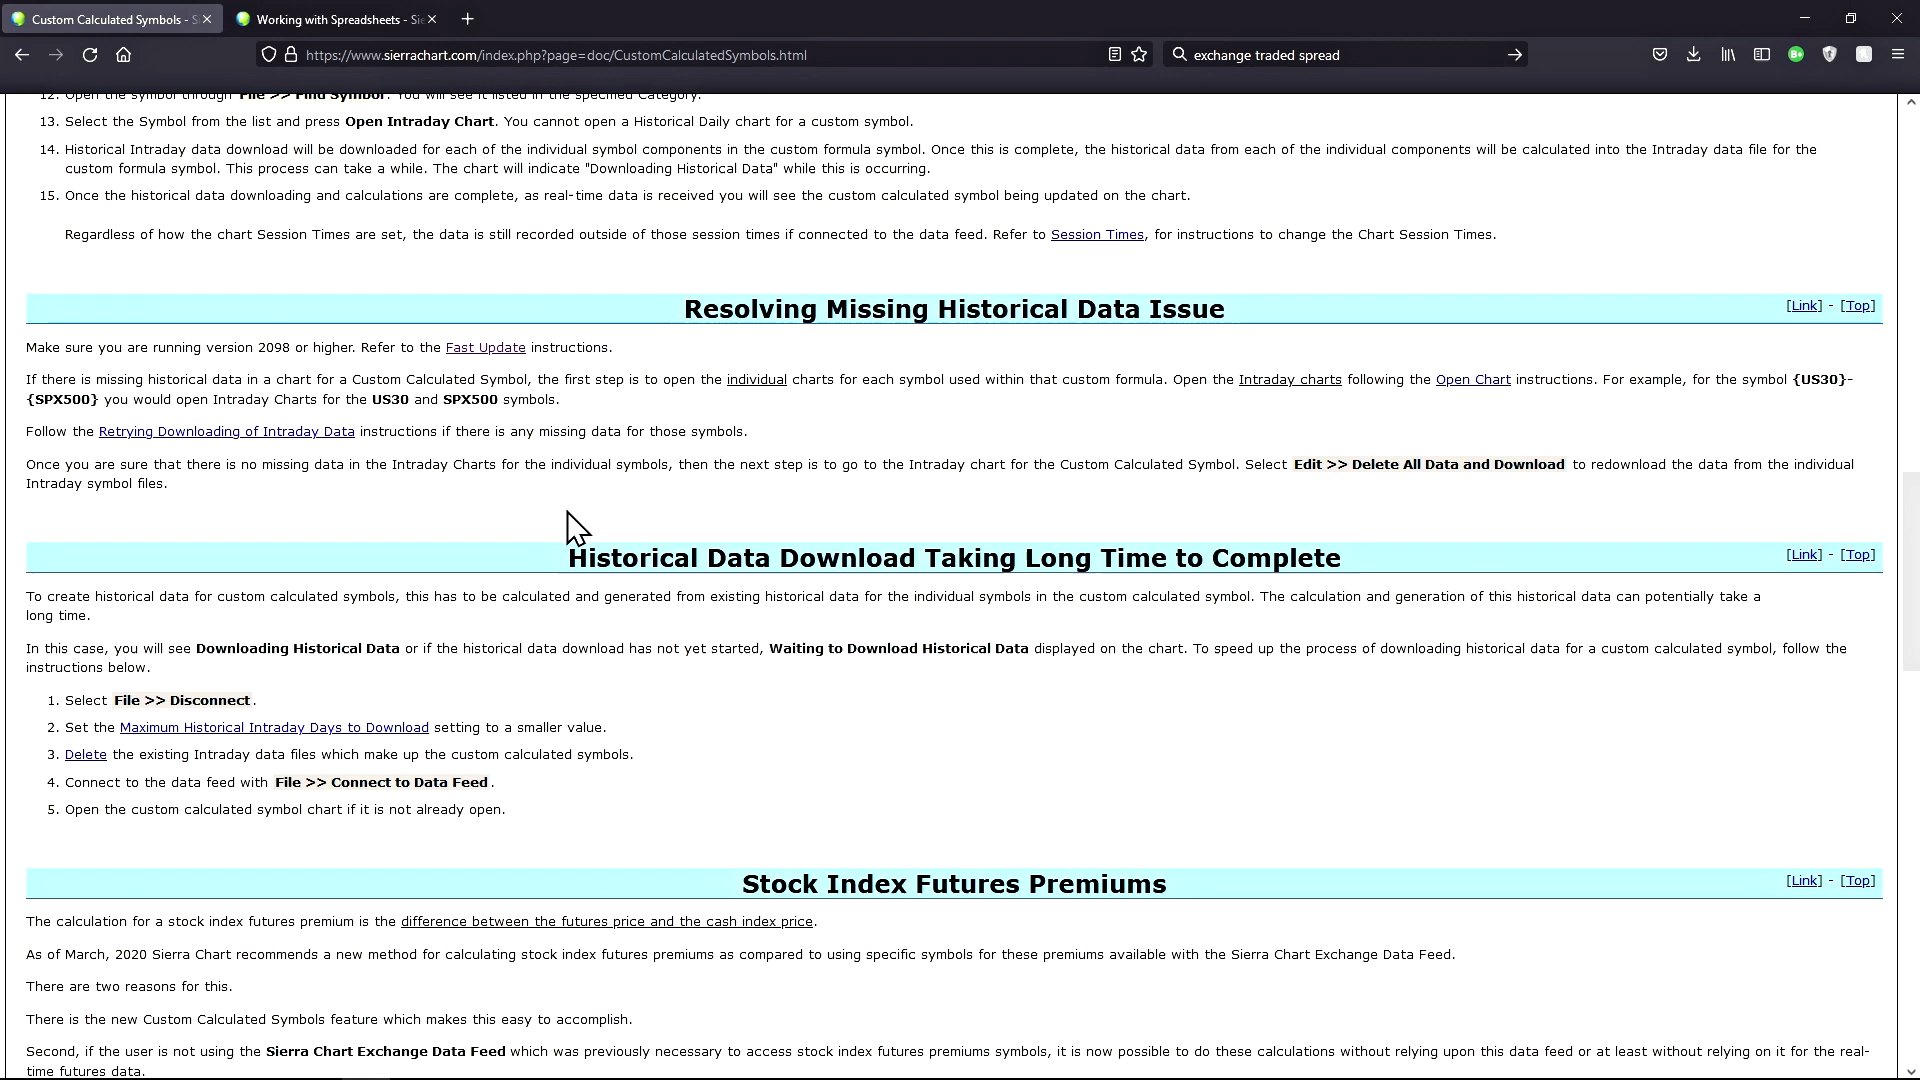 Custom Calculated Symbols - S
Working with Spreadsheets - Sie
https://www.sierrachart.com/index.php?page=doc/CustomCalculatedSymbols.html
exchange traded spread
12. Open the symbol through File >> Find Symbol. You will see it listed in the specified Category.
13. Select the Symbol from the list and press Open Intraday Chart. You cannot open a Historical Daily chart for a custom symbol.
14. Historical Intraday data download will be downloaded for each of the individual symbol components in the custom formula symbol. Once this is complete, the historical data from each of the individual components will be calculated into the Intraday data file for the
custom formula symbol. This process can take a while. The chart will indicate "Downloading Historical Data" while this is occurring.
15. Once the historical data downloading and calculations are complete, as real-time data is received you will see the custom calculated symbol being updated on the chart.
Regardless of how the chart Session Times are set, the data is still recorded outside of those session times if connected to the data feed. Refer to Session Times, for instructions to change the Chart Session Times.
Resolving Missing Historical Data Issue
[Link] - [Top]
Make sure you are running version 2098 or higher. Refer to the Fast Update instructions.
If there is missing historical data in a chart for a Custom Calculated Symbol, the first step is to open the individual charts for each symbol used within that custom formula. Open the Intraday charts following the Open Chart instructions. For example, for the symbol {US30}-
{SPX500} you would open Intraday Charts for the US30 and SPX500 symbols.
Follow the Retrying Downloading of Intraday Data instructions if there is any missing data for those symbols.
Once you are sure that there is no missing data in the Intraday Charts for the individual symbols, then the next step is to go to the Intraday chart for the Custom Calculated Symbol. Select Edit >> Delete All Data and Download to redownload the data from the individual
Intraday symbol files.
Historical Data Download Taking Long Time to Complete
[Link] - [Top]
To create historical data for custom calculated symbols, this has to be calculated and generated from existing historical data for the individual symbols in the custom calculated symbol. The calculation and generation of this historical data can potentially take a
long time.
In this case, you will see Downloading Historical Data or if the historical data download has not yet started, Waiting to Download Historical Data displayed on the chart. To speed up the process of downloading historical data for a custom calculated symbol, follow the
instructions below.
1. Select File >> Disconnect.
2. Set the Maximum Historical Intraday Days to Download setting to a smaller value.
3. Delete the existing Intraday data files which make up the custom calculated symbols.
4. Connect to the data feed with File >> Connect to Data Feed.
5. Open the custom calculated symbol chart if it is not already open.
Stock Index Futures Premiums
[Link] - [Top]
The calculation for a stock index futures premium is the difference between the futures price and the cash index price.
As of March, 2020 Sierra Chart recommends a new method for calculating stock index futures premiums as compared to using specific symbols for these premiums available with the Sierra Chart Exchange Data Feed.
There are two reasons for this.
There is the new Custom Calculated Symbols feature which makes this easy to accomplish.
Second, if the user is not using the Sierra Chart Exchange Data Feed which was previously necessary to access stock index futures premiums symbols, it is now possible to do these calculations without relying upon this data feed or at least without relying on it for the real-
time futures data.